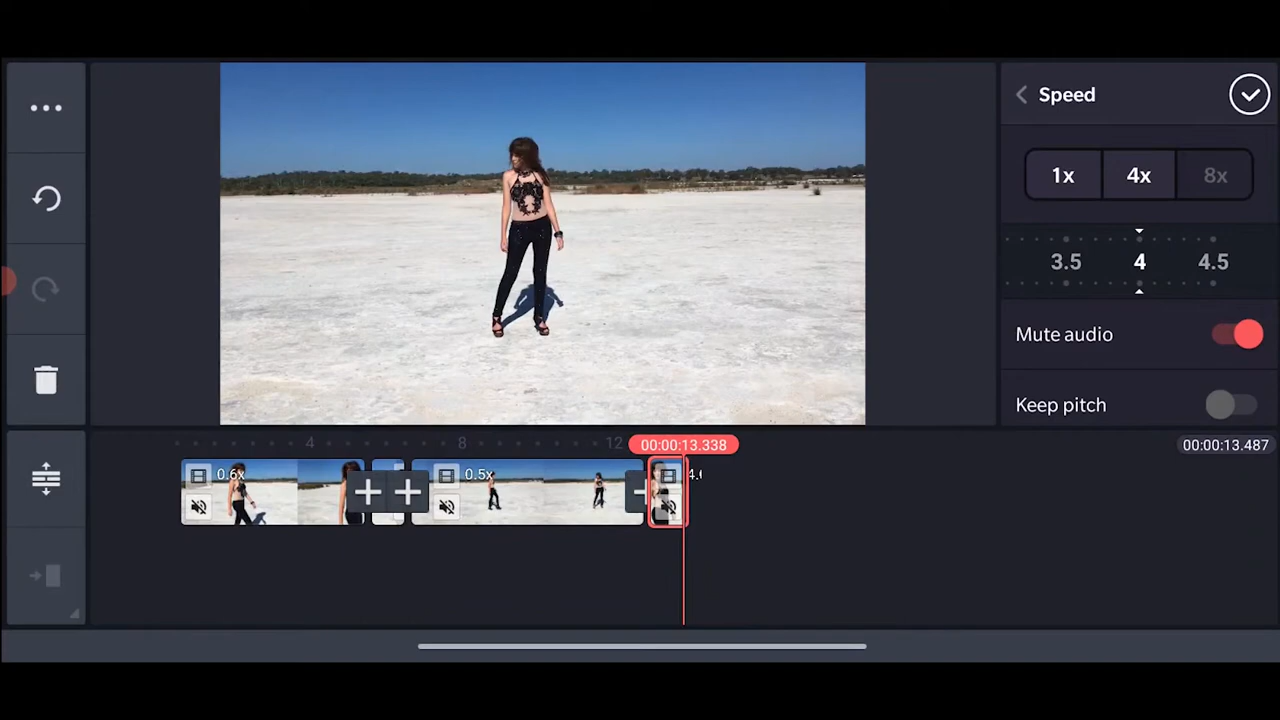 Speed
1x 4x 8x
3.5 4 4.5
Mute audio
Keep pitch
4 8 12 00:00:13.338 00:00:13.487
0.6x 0.5x